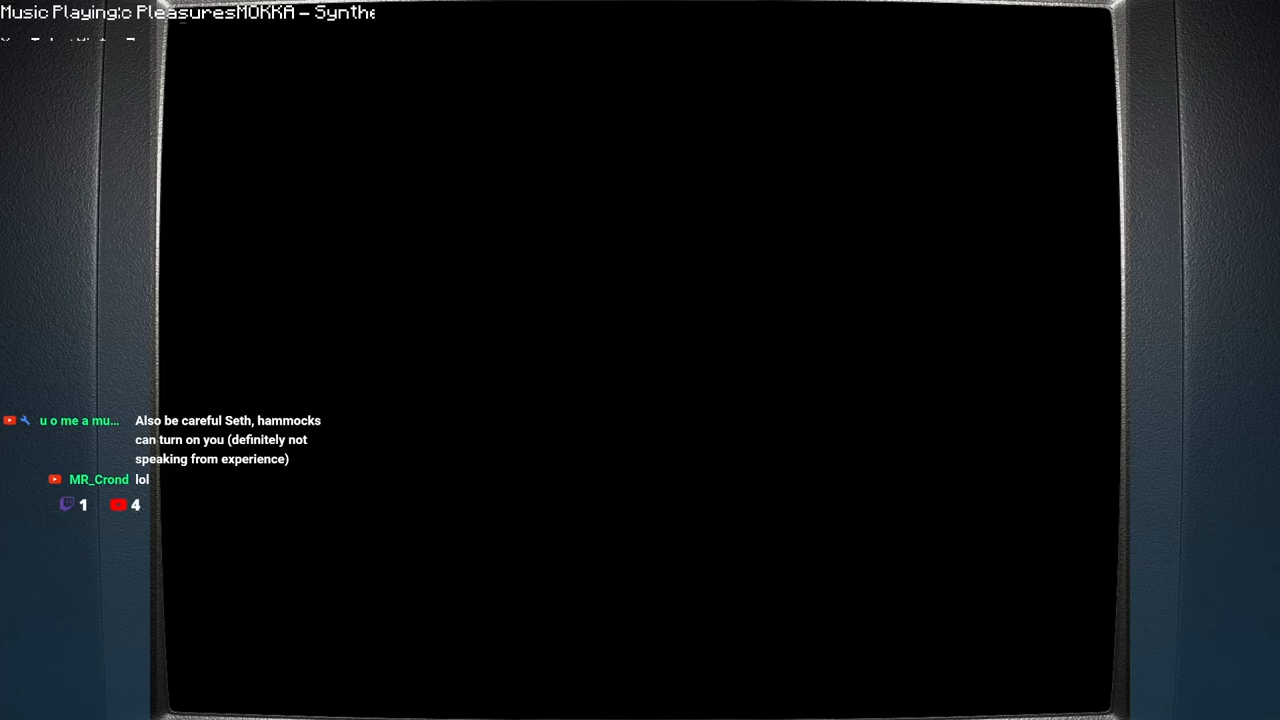 Music Playing:c PleasuresMOKKA – Synthe
u o me a mu... Also be careful Seth, hammocks
can turn on you (definitely not
speaking from experience)
MR_Crond lol
1 4